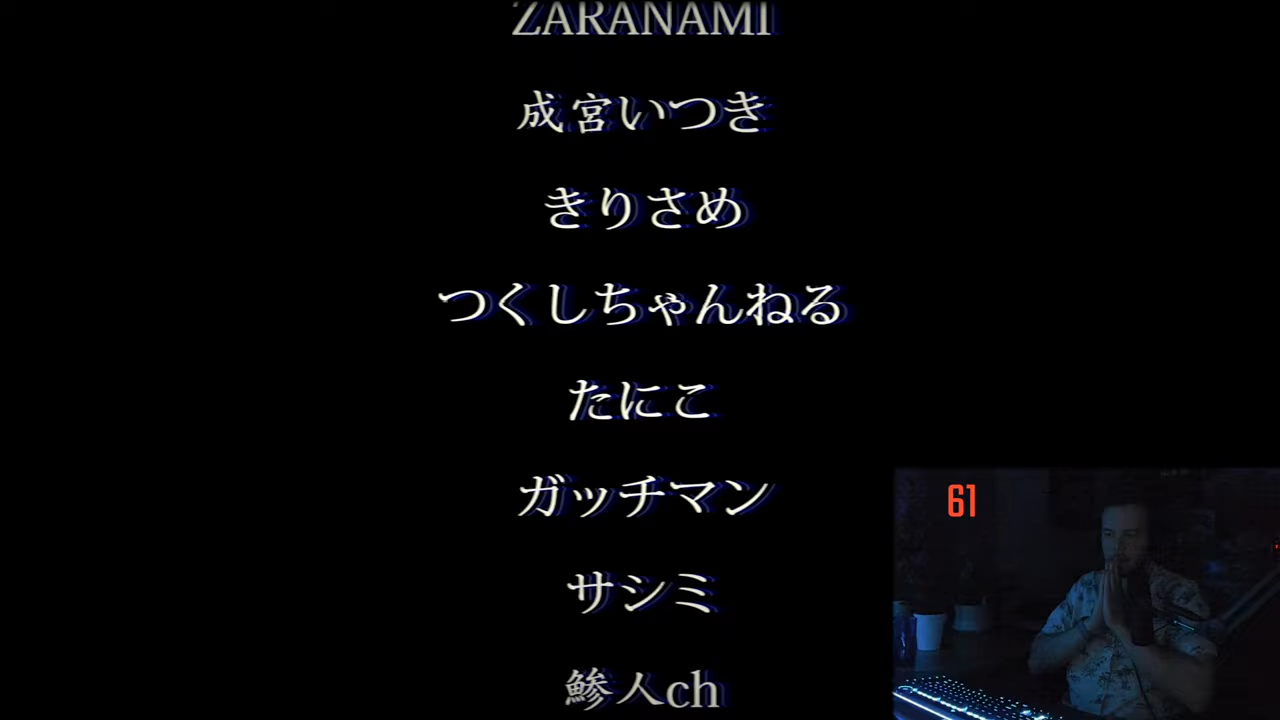 ZARANAMI
成宮いつき
きりさめ
つくしちゃんねる
たにこ
ガッチマン
サシミ
鯵人ch
61